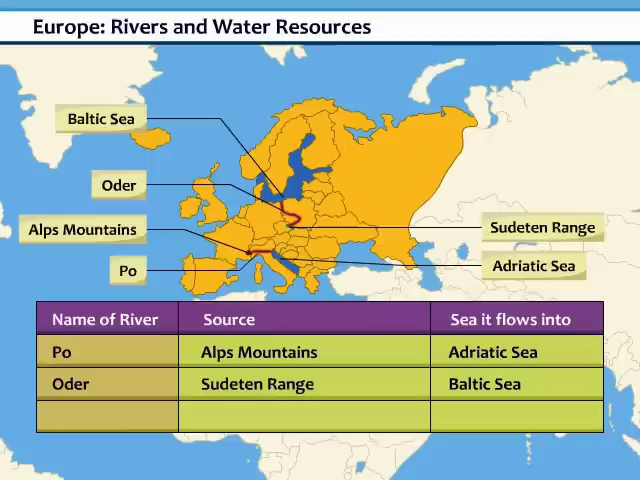 Europe: Rivers and Water Resources
Baltic Sea
Oder
Alps Mountains
Po
Sudeten Range
Adriatic Sea
Name of River Source Sea it flows into
Po Alps Mountains Adriatic Sea
Oder Sudeten Range Baltic Sea